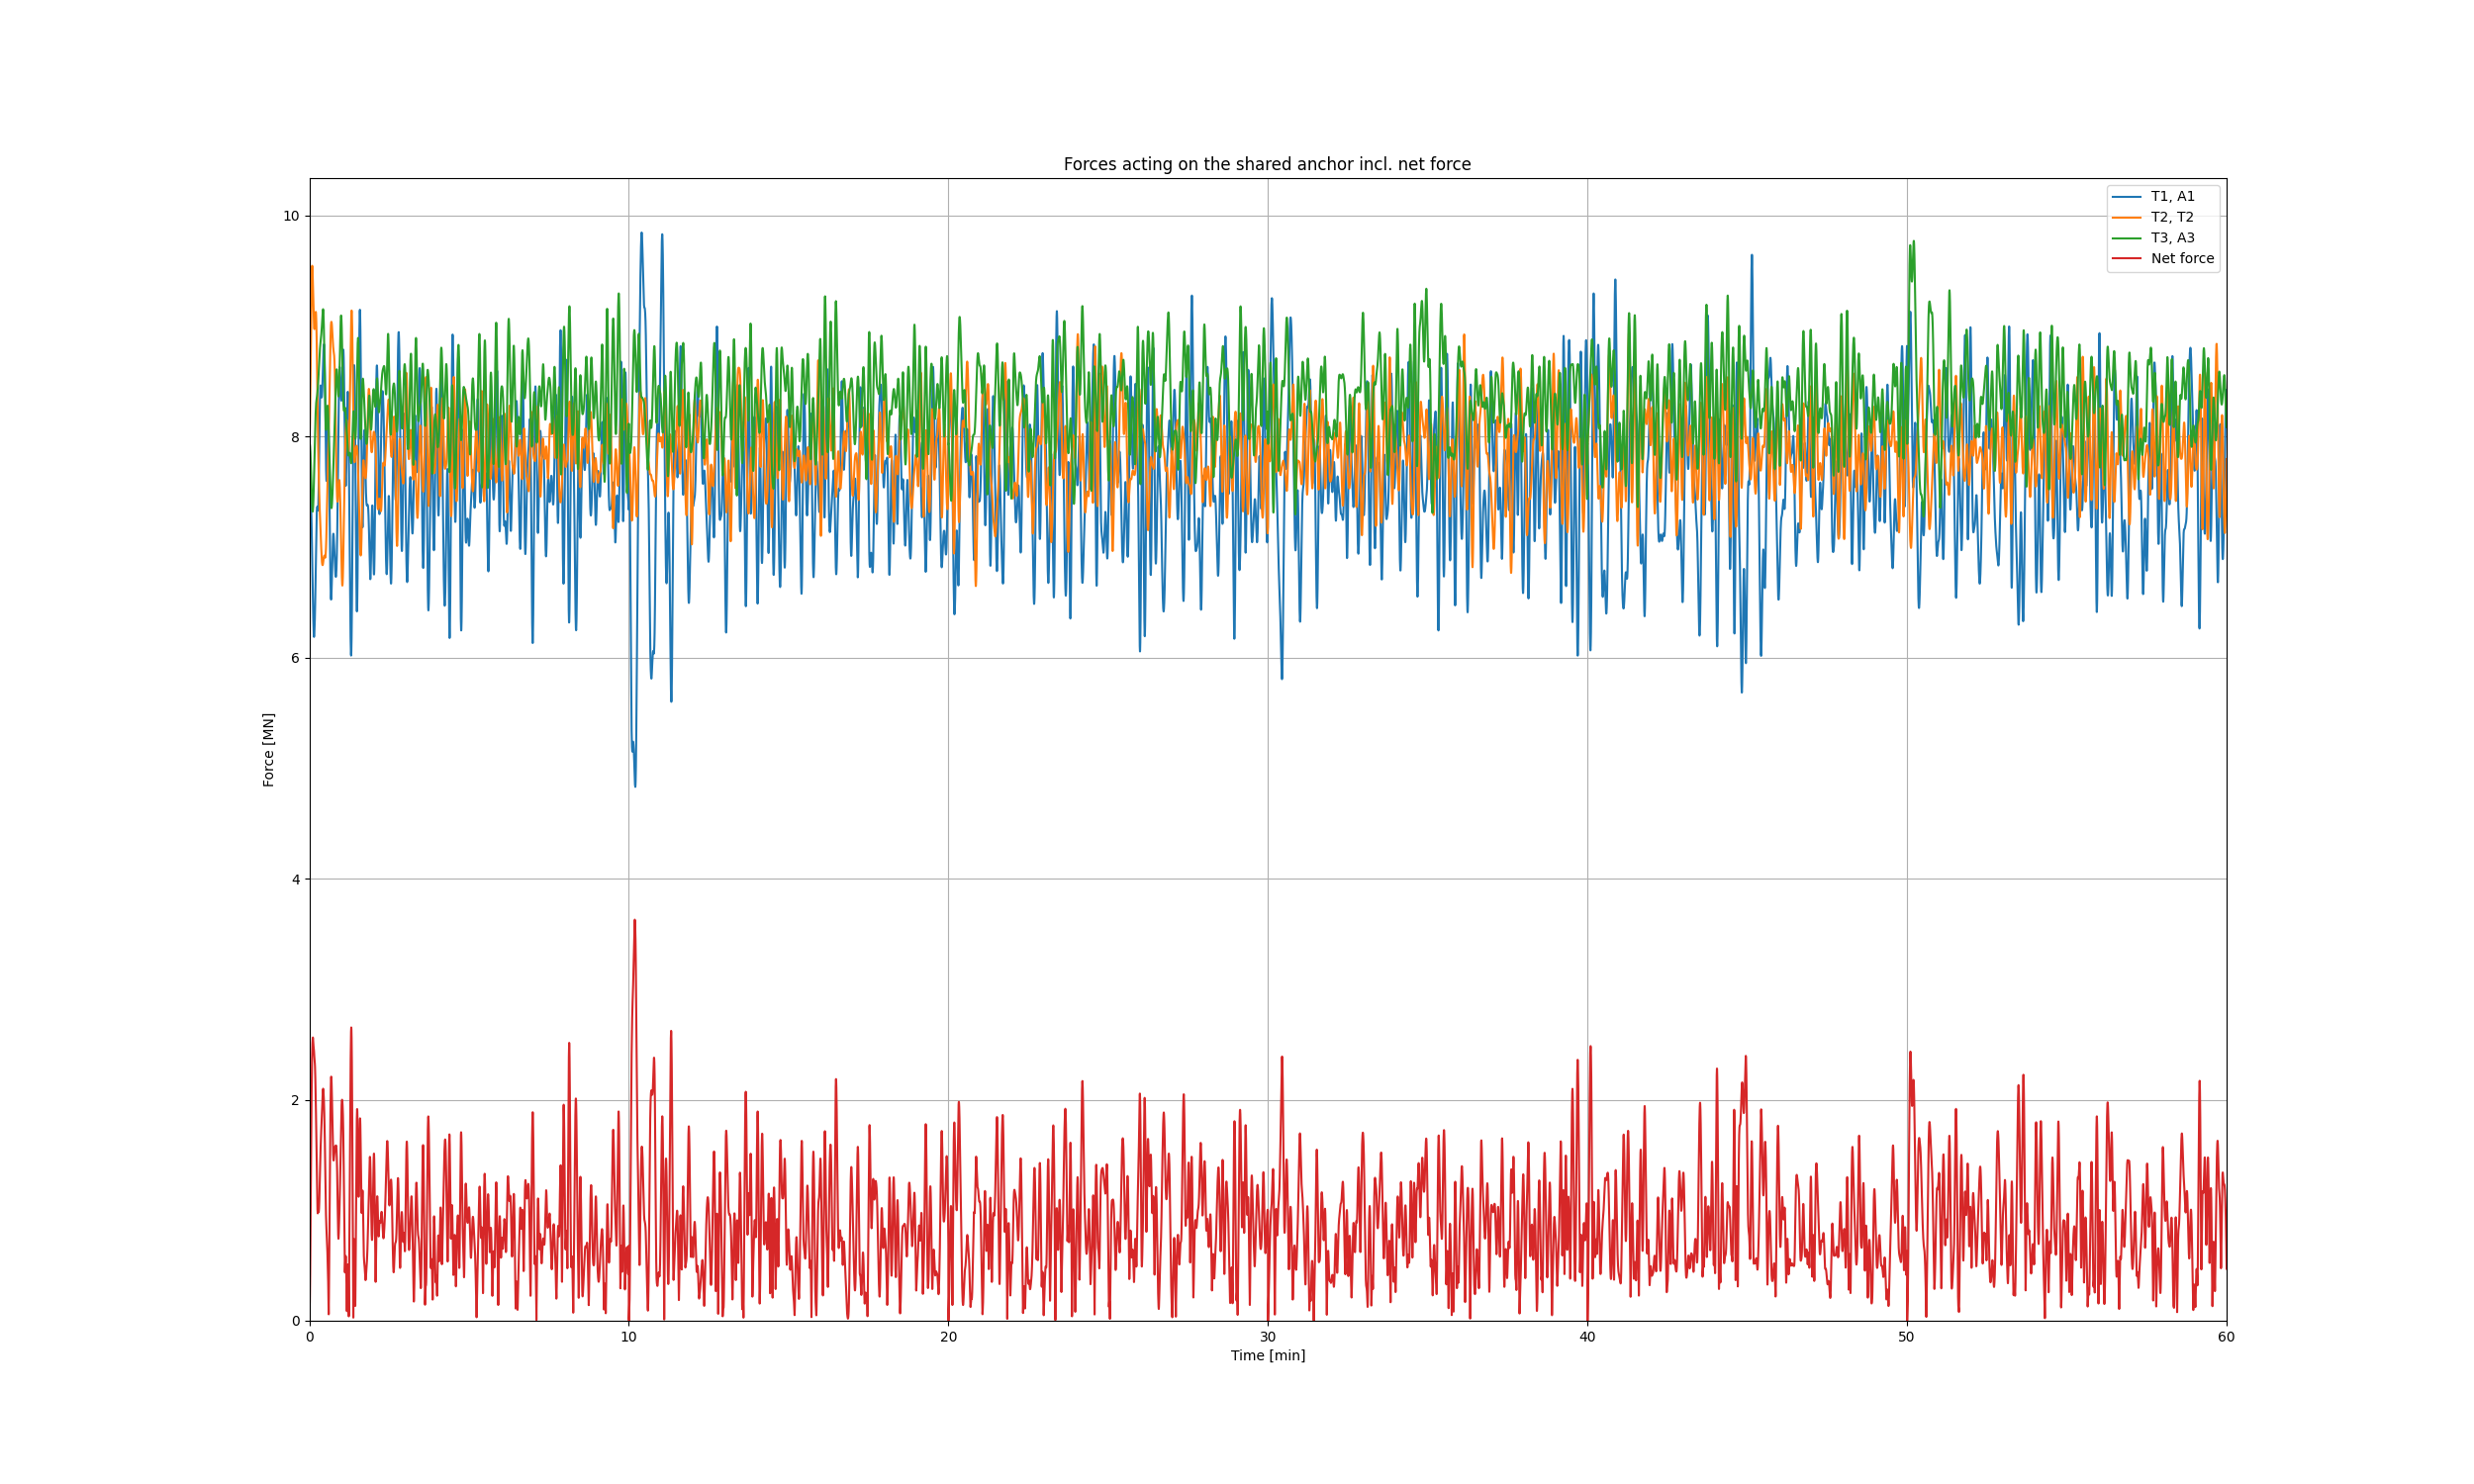 Forces acting on the shared anchor incl. net force
T1, A1
T2, T2
T3, A3
Net force
10
8
6
4
2
0
Force [MN]
0 10 20 30 40 50 60
Time [min]